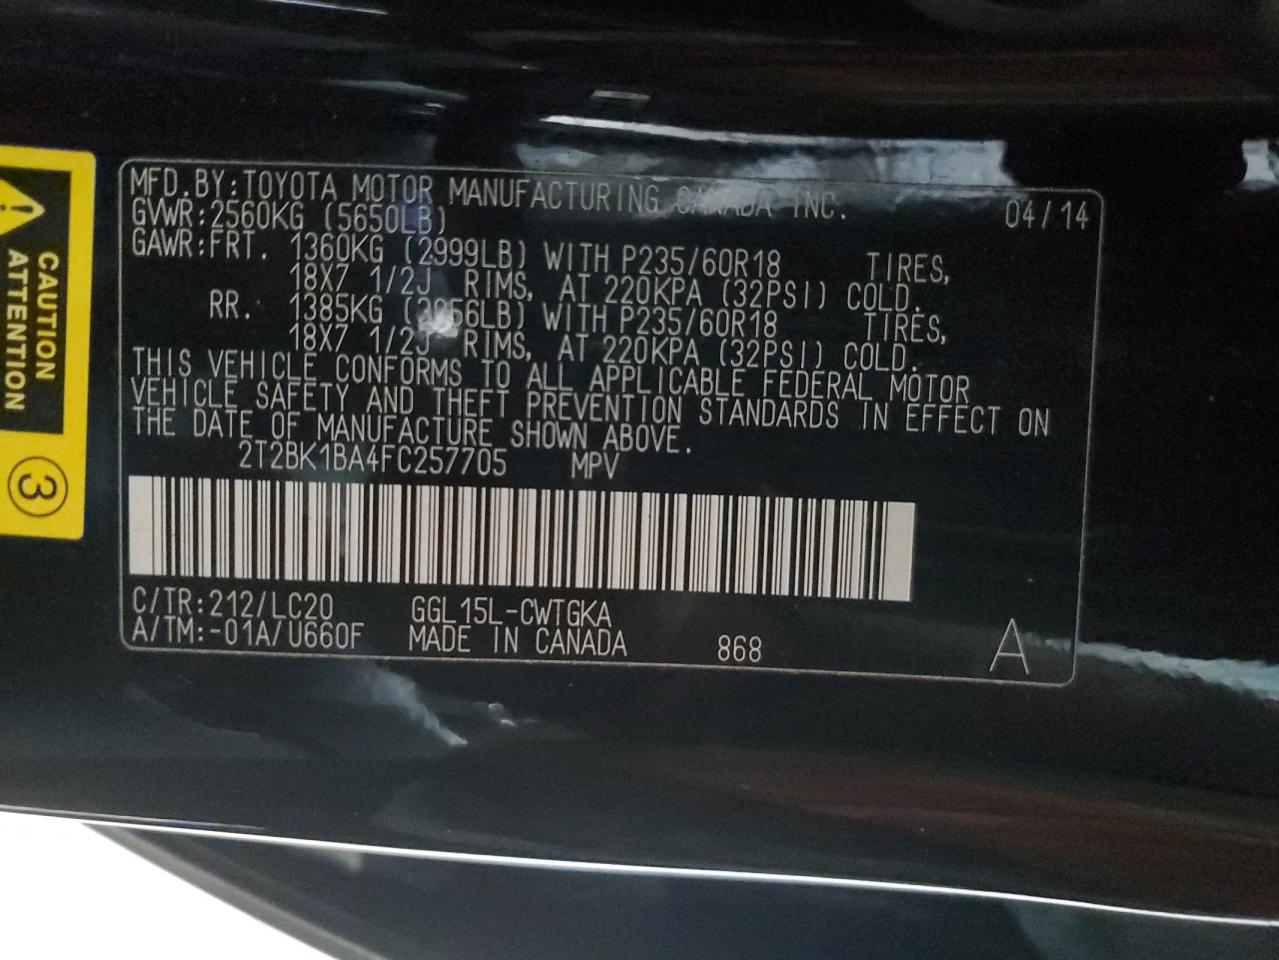 MFD.BY:TOYOTA MOTOR MANUFACTURING CANADA INC. 04/14
GVWR:2560KG (5650LB)
GAWR:FRT. 1360KG (2999LB) WITH P235/60R18 TIRES,
18X7 1/2J RIMS, AT 220KPA (32PSI) COLD.
RR. 1385KG (3056LB) WITH P235/60R18 TIRES,
18X7 1/2J RIMS, AT 220KPA (32PSI) COLD.
THIS VEHICLE CONFORMS TO ALL APPLICABLE FEDERAL MOTOR
VEHICLE SAFETY AND THEFT PREVENTION STANDARDS IN EFFECT ON
THE DATE OF MANUFACTURE SHOWN ABOVE.
2T2BK1BA4FC257705 MPV
C/TR:212/LC20 GGL15L-CWTGKA
A/TM:-01A/U660F MADE IN CANADA 868 A
CAUTION
ATTENTION
3